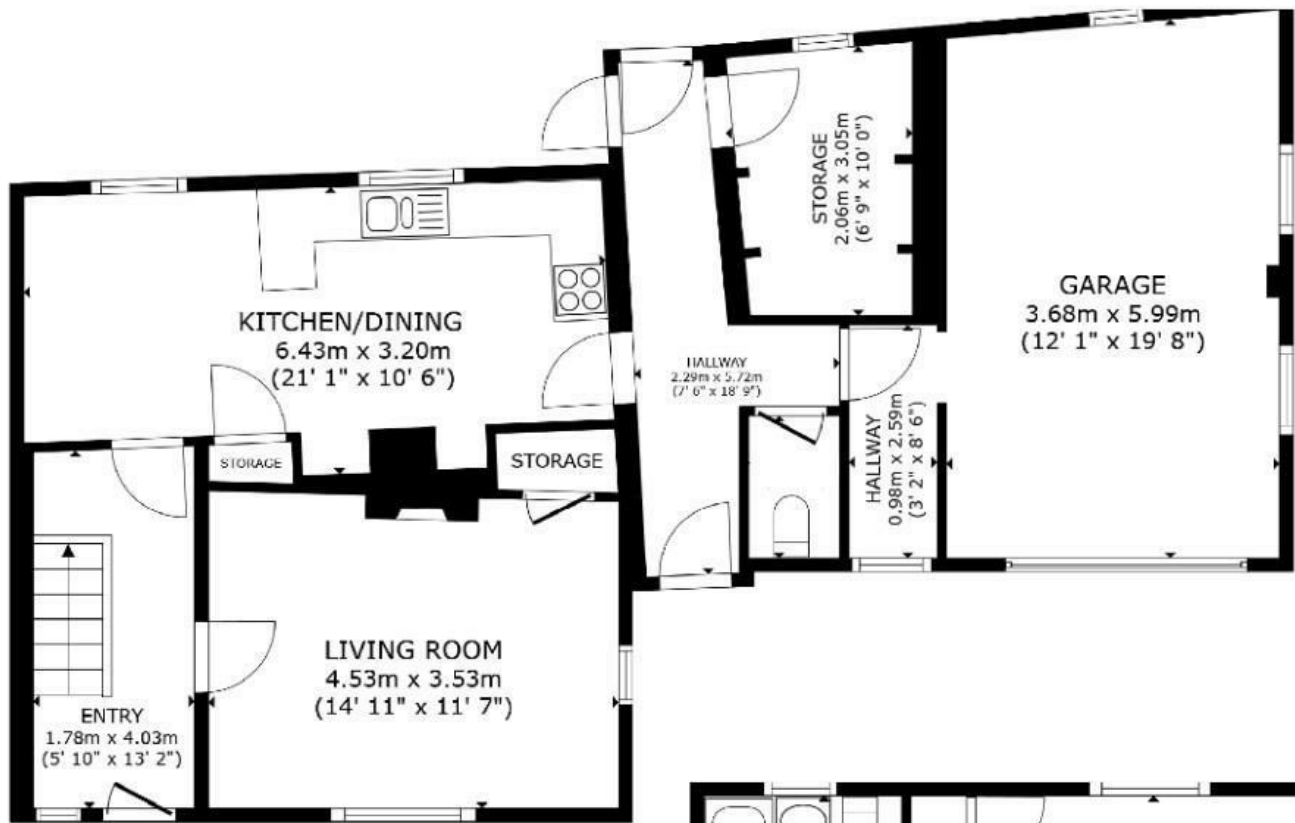 KITCHEN/DINING
6.43m x 3.20m
(21' 1" x 10' 6")
STORAGE
STORAGE
LIVING ROOM
4.53m x 3.53m
(14' 11" x 11' 7")
ENTRY
1.78m x 4.03m
(5' 10" x 13' 2")
HALLWAY
2.29m x 5.72m
(7' 6" x 18' 9")
STORAGE
2.06m x 3.05m
(6' 9" x 10' 0")
HALLWAY
0.98m x 2.59m
(3' 2" x 8' 6")
GARAGE
3.68m x 5.99m
(12' 1" x 19' 8")